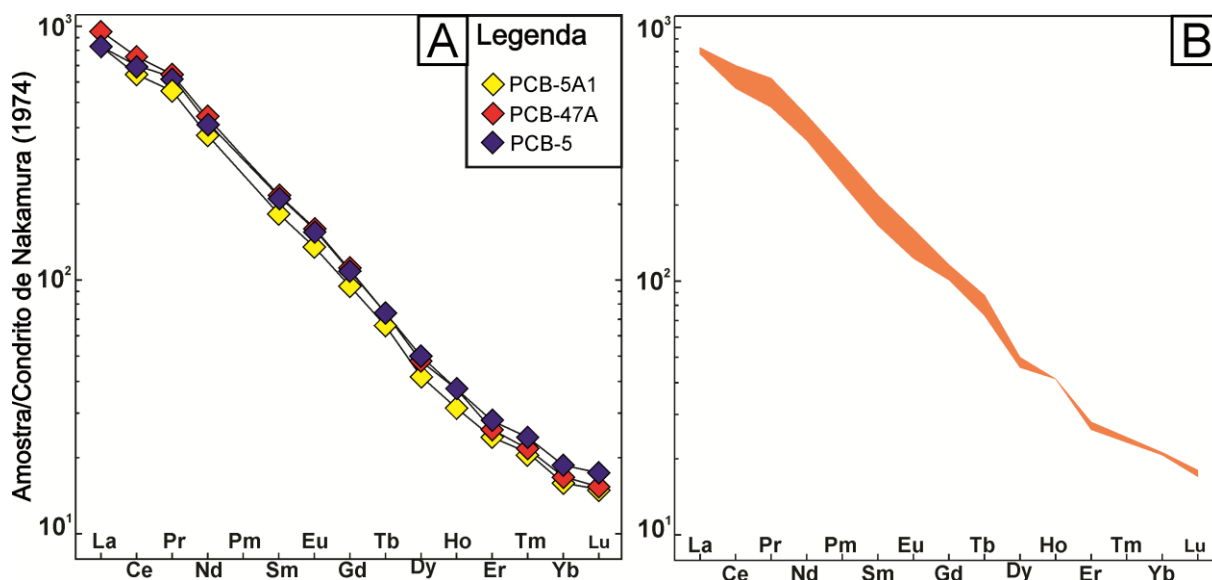 Amostra/Condrito de Nakamura (1974)
10³
10²
10¹
A
Legenda
PCB-5A1
PCB-47A
PCB-5
La Pr Pm Eu Tb Ho Tm Lu
Ce Nd Sm Gd Dy Er Yb
B
10³
10²
10¹
La Pr Pm Eu Tb Ho Tm Lu
Ce Nd Sm Gd Dy Er Yb